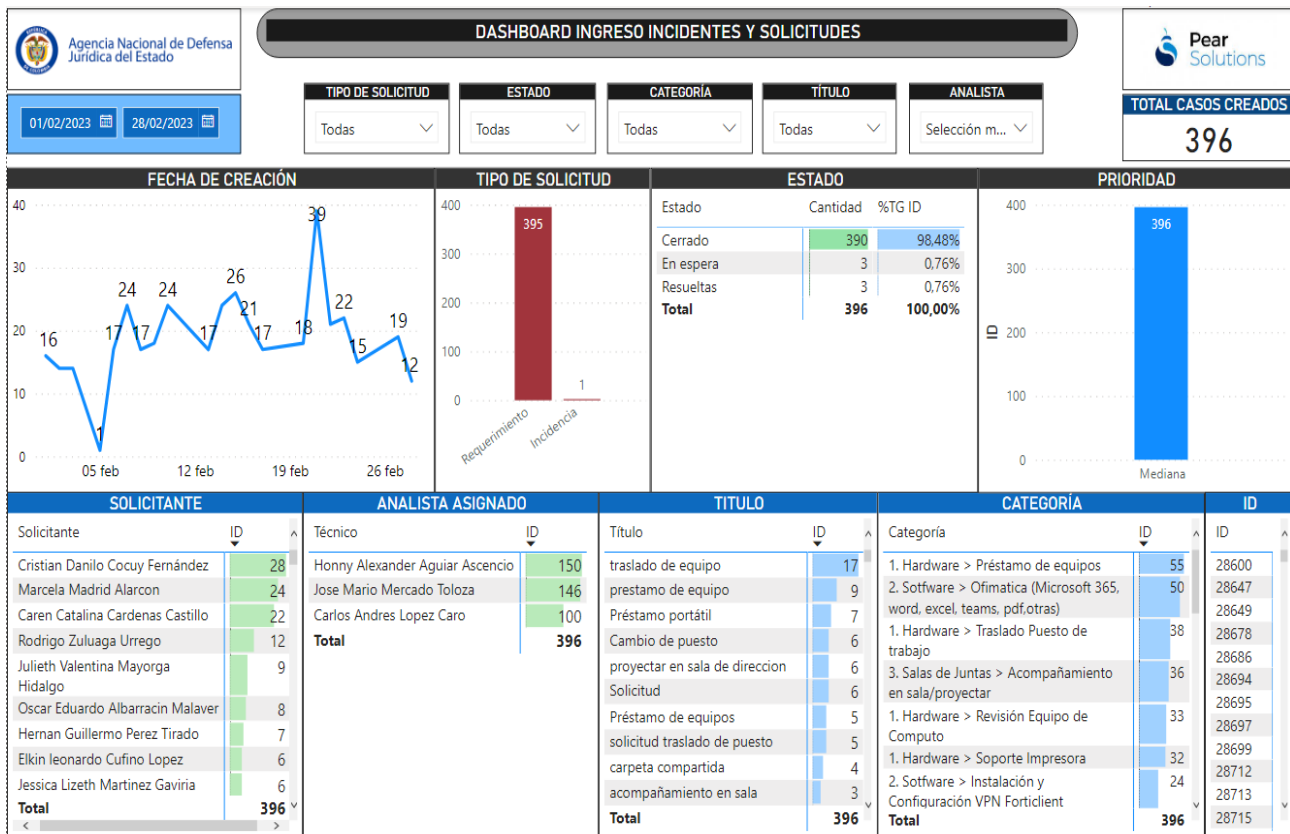 DASHBOARD INGRESO INCIDENTES Y SOLICITUDES
Agencia Nacional de Defensa
Jurídica del Estado
Pear
Solutions
01/02/2023 28/02/2023
TIPO DE SOLICITUD
Todas
ESTADO
Todas
CATEGORÍA
Todas
TÍTULO
Todas
ANALISTA
Selección m...
TOTAL CASOS CREADOS
396
FECHA DE CREACIÓN
40
30
20
10
0
16
1
17
24
17
24
17
26
21
17
18
39
22
15
19
12
05 feb 12 feb 19 feb 26 feb
TIPO DE SOLICITUD
400
300
200
100
0
395
1
Requerimiento
Incidencia
ESTADO
Estado Cantidad %TG ID
Cerrado 390 98,48%
En espera 3 0,76%
Resueltas 3 0,76%
Total 396 100,00%
PRIORIDAD
400
300
200
100
0
ID
396
Mediana
SOLICITANTE
Solicitante ID
Cristian Danilo Cocuy Fernández 28
Marcela Madrid Alarcon 24
Caren Catalina Cardenas Castillo 22
Rodrigo Zuluaga Urrego 12
Julieth Valentina Mayorga 9
Hidalgo
Oscar Eduardo Albarracin Malaver 8
Hernan Guillermo Perez Tirado 7
Elkin leonardo Cufino Lopez 6
Jessica Lizeth Martinez Gaviria 6
Total 396
ANALISTA ASIGNADO
Técnico ID
Honny Alexander Aguiar Ascencio 150
Jose Mario Mercado Toloza 146
Carlos Andres Lopez Caro 100
Total 396
TITULO
Título ID
traslado de equipo 17
prestamo de equipo 9
Préstamo portátil 7
Cambio de puesto 6
proyectar en sala de direccion 6
Solicitud 6
Préstamo de equipos 5
solicitud traslado de puesto 5
carpeta compartida 4
acompañamiento en sala 3
Total 396
CATEGORÍA
Categoría ID
1. Hardware > Préstamo de equipos 55
2. Sotfware > Ofimatica (Microsoft 365, 50
word, excel, teams, pdf,otras)
1. Hardware > Traslado Puesto de 38
trabajo
3. Salas de Juntas > Acompañamiento 36
en sala/proyectar
1. Hardware > Revisión Equipo de 33
Computo
1. Hardware > Soporte Impresora 32
2. Sotfware > Instalación y 24
Configuración VPN Forticlient
Total 396
ID
ID
28600
28647
28649
28678
28686
28694
28695
28697
28699
28712
28713
28715